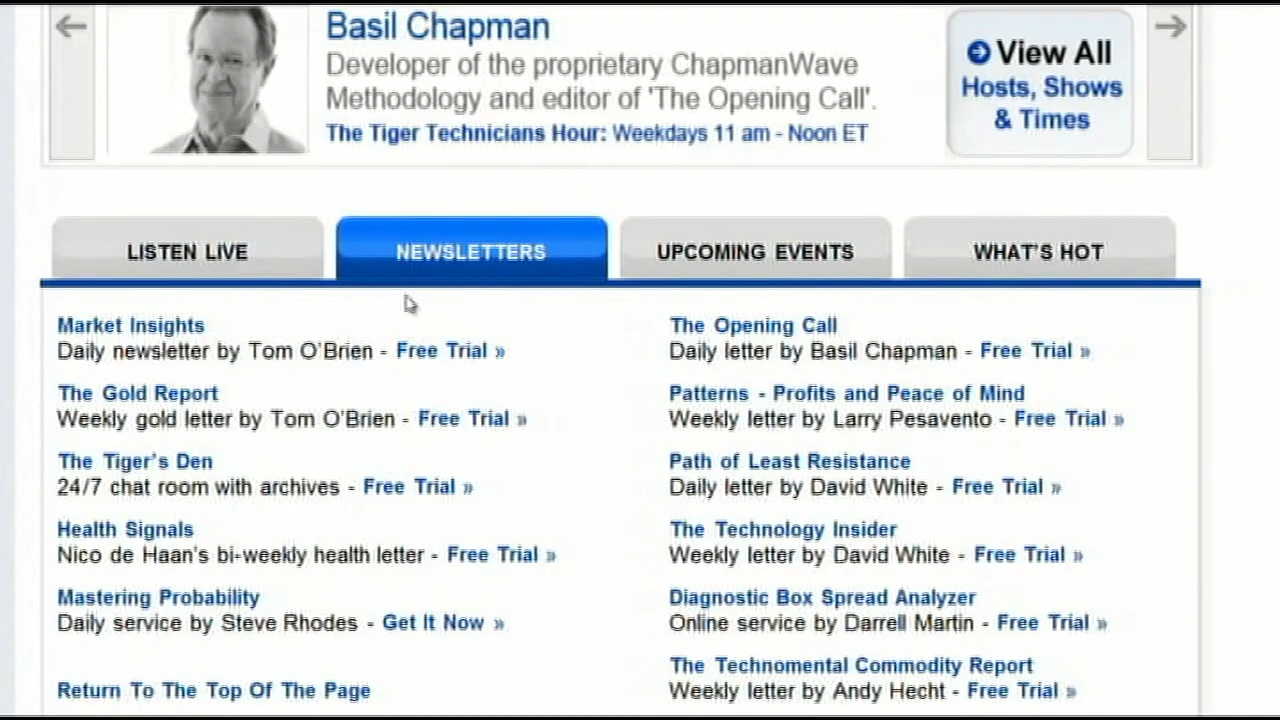 Basil Chapman
Developer of the proprietary ChapmanWave
Methodology and editor of 'The Opening Call'.
The Tiger Technicians Hour: Weekdays 11 am - Noon ET
View All
Hosts, Shows
& Times
LISTEN LIVE
NEWSLETTERS
UPCOMING EVENTS
WHAT'S HOT
Market Insights
Daily newsletter by Tom O'Brien - Free Trial »
The Gold Report
Weekly gold letter by Tom O'Brien - Free Trial »
The Tiger's Den
24/7 chat room with archives - Free Trial »
Health Signals
Nico de Haan's bi-weekly health letter - Free Trial »
Mastering Probability
Daily service by Steve Rhodes - Get It Now »
Return To The Top Of The Page
The Opening Call
Daily letter by Basil Chapman - Free Trial »
Patterns - Profits and Peace of Mind
Weekly letter by Larry Pesavento - Free Trial »
Path of Least Resistance
Daily letter by David White - Free Trial »
The Technology Insider
Weekly letter by David White - Free Trial »
Diagnostic Box Spread Analyzer
Online service by Darrell Martin - Free Trial »
The Technomental Commodity Report
Weekly letter by Andy Hecht - Free Trial »